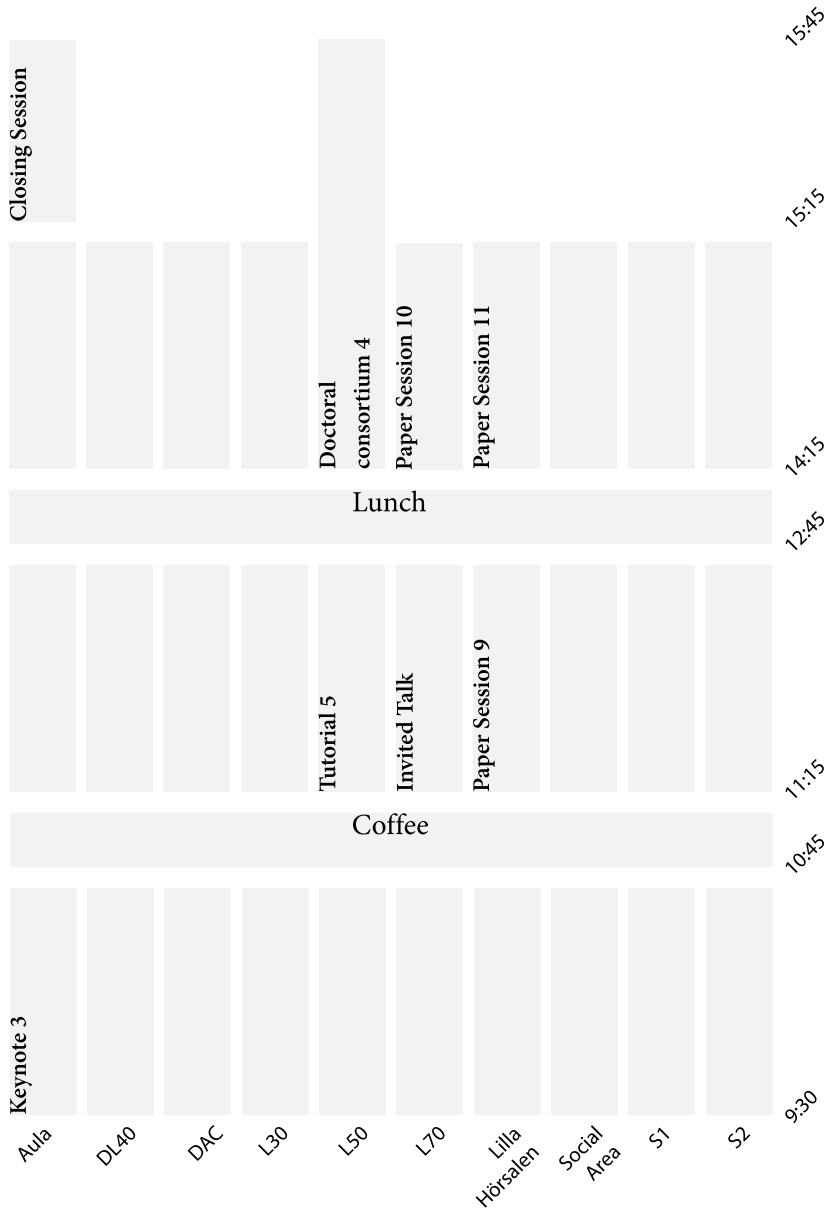 15:45
Closing Session
15:15
Doctoral
consortium 4
Paper Session 10
Paper Session 11
14:15
Lunch
12:45
Tutorial 5
Invited Talk
Paper Session 9
11:15
Coffee
10:45
Keynote 3
9:30
Aula
DL40
DAC
L30
L50
L70
Lilla
Hörsalen
Social
Area
S1
S2